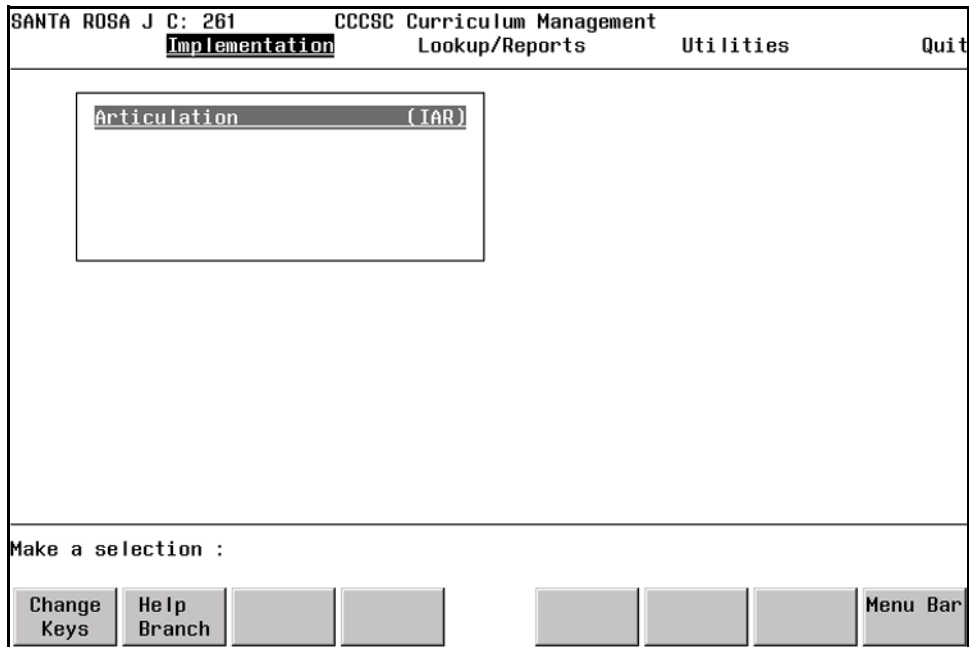 SANTA ROSA J C: 261 CCCSC Curriculum Management
Implementation Lookup/Reports Utilities Quit
Articulation (IAR)
Make a selection :
Change Keys
Help Branch
Menu Bar